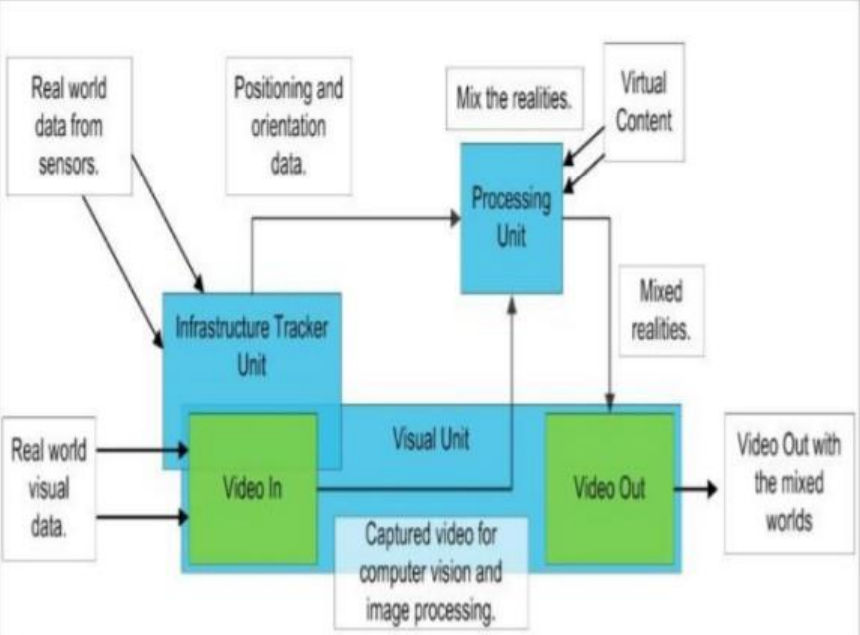 Real world
data from
sensors.
Positioning and
orientation
data.
Mix the realities.
Virtual
Content
Processing
Unit
Mixed
realities.
Infrastructure Tracker
Unit
Real world
visual
data.
Video In
Visual Unit
Video Out
Video Out with
the mixed
worlds
Captured video for
computer vision and
image processing.